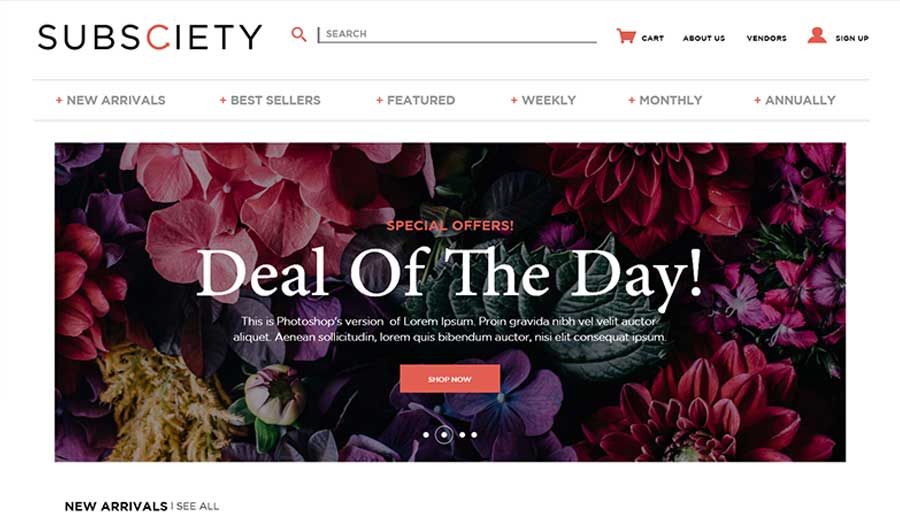 SUBSCIETY
SEARCH
CART
ABOUT US
VENDORS
SIGN UP
+ NEW ARRIVALS
+ BEST SELLERS
+ FEATURED
+ WEEKLY
+ MONTHLY
+ ANNUALLY
SPECIAL OFFERS!
Deal Of The Day!
This is Photoshop's version of Lorem Ipsum. Proin gravida nibh vel velit auctor
aliquet. Aenean sollicitudin, lorem quis bibendum auctor, nisi elit consequat ipsum.
SHOP NOW
NEW ARRIVALS | SEE ALL